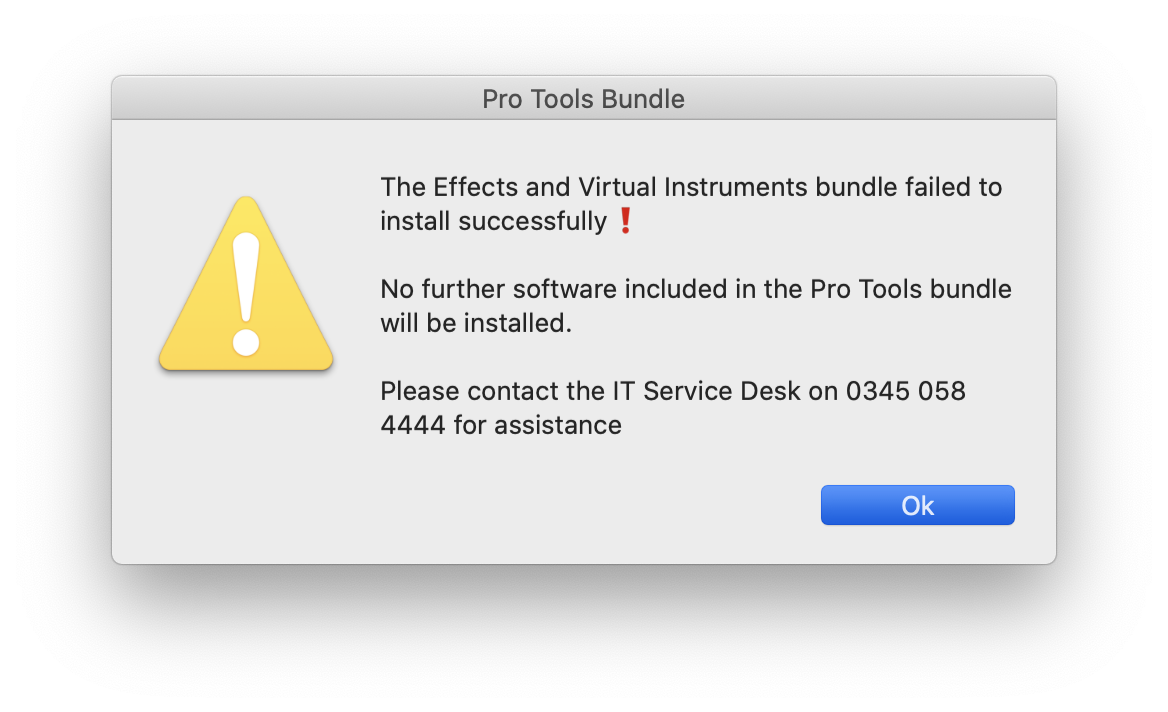 Pro Tools Bundle
The Effects and Virtual Instruments bundle failed to
install successfully ❗
No further software included in the Pro Tools bundle
will be installed.
Please contact the IT Service Desk on 0345 058
4444 for assistance
Ok